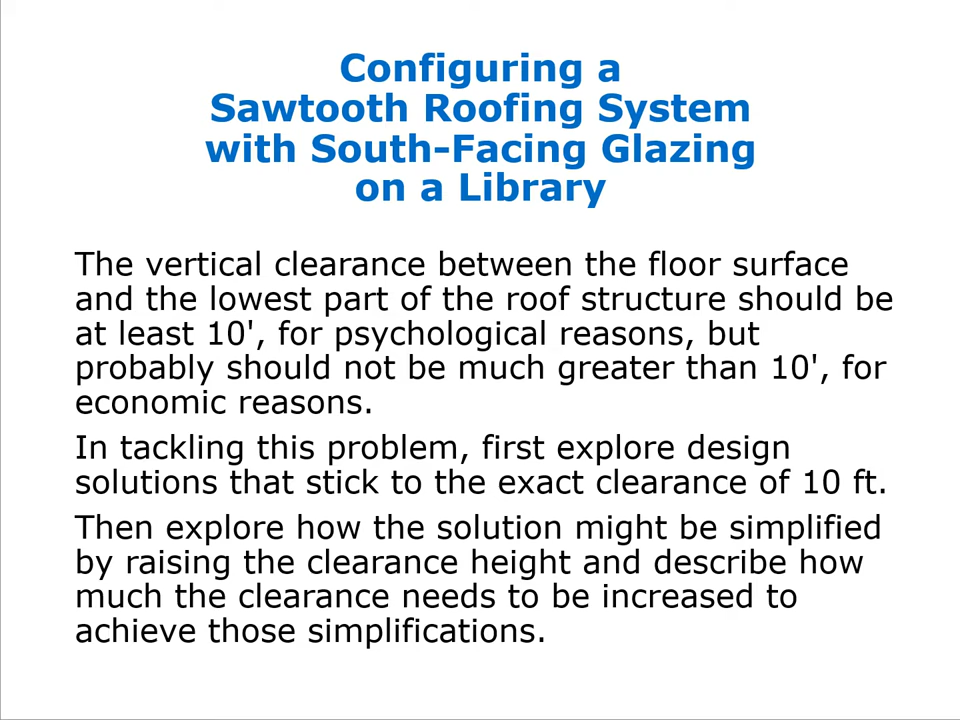 Configuring a
Sawtooth Roofing System
with South-Facing Glazing
on a Library
The vertical clearance between the floor surface
and the lowest part of the roof structure should be
at least 10', for psychological reasons, but
probably should not be much greater than 10', for
economic reasons.
In tackling this problem, first explore design
solutions that stick to the exact clearance of 10 ft.
Then explore how the solution might be simplified
by raising the clearance height and describe how
much the clearance needs to be increased to
achieve those simplifications.